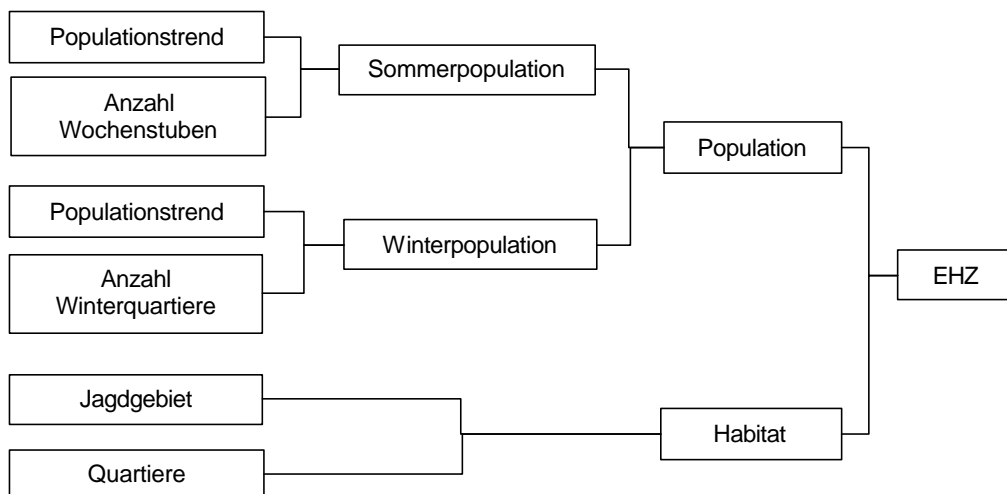 Populationstrend
Anzahl
Wochenstuben
Sommerpopulation
Populationstrend
Anzahl
Winterquartiere
Winterpopulation
Population
Jagdgebiet
Quartiere
Habitat
EHZ